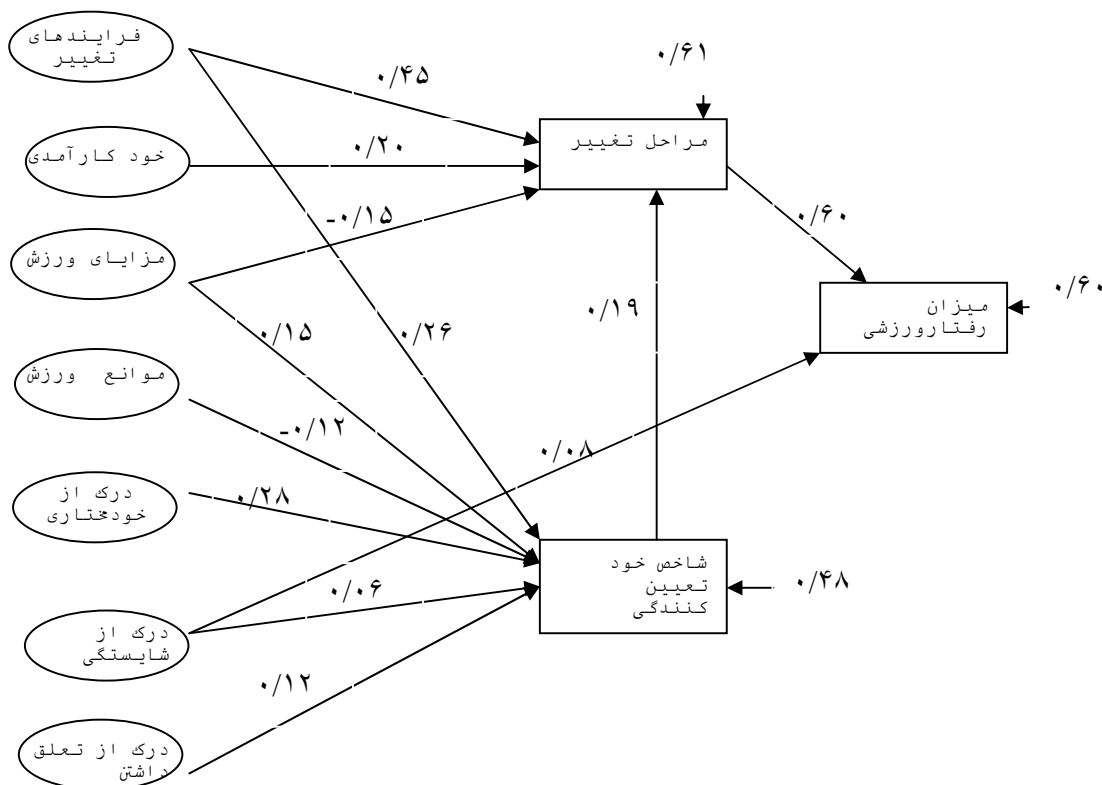 فرایندهای
تغییر
۰/۶۱
۰/۴۵
مراحل تغییر
خود کارآمدی
۰/۲۰
-۰/۱۵
۰/۶۰
مزایای ورزش
۰/۱۹
میزان
رفتارورزشی
۰/۶۰
۰/۱۵
۰/۲۶
موانع ورزش
-۰/۱۲
۰/۰۸
درک از
خودمختاری
۰/۲۸
شاخص خود
تعیین
کنندگی
۰/۴۸
۰/۰۶
درک از
شایستگی
۰/۱۲
درک از تعلق
داشتن